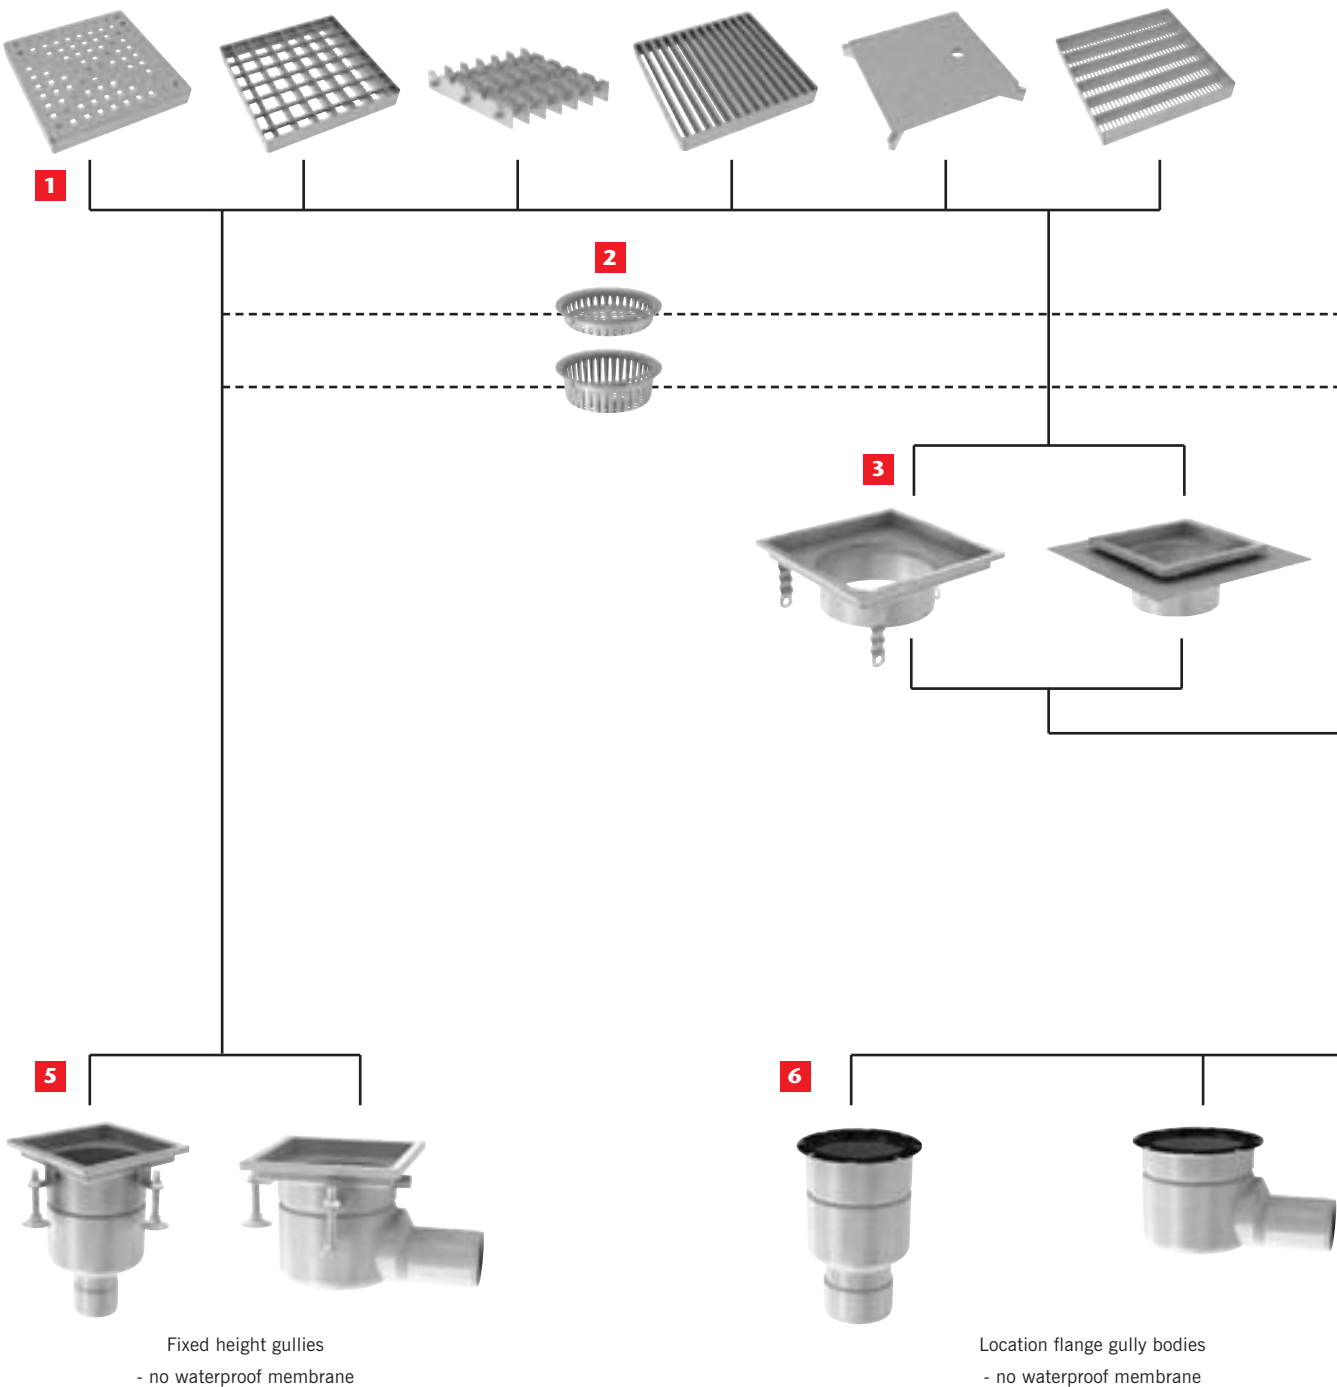 1
2
3
5
6
Fixed height gullies
- no waterproof membrane
Location flange gully bodies
- no waterproof membrane